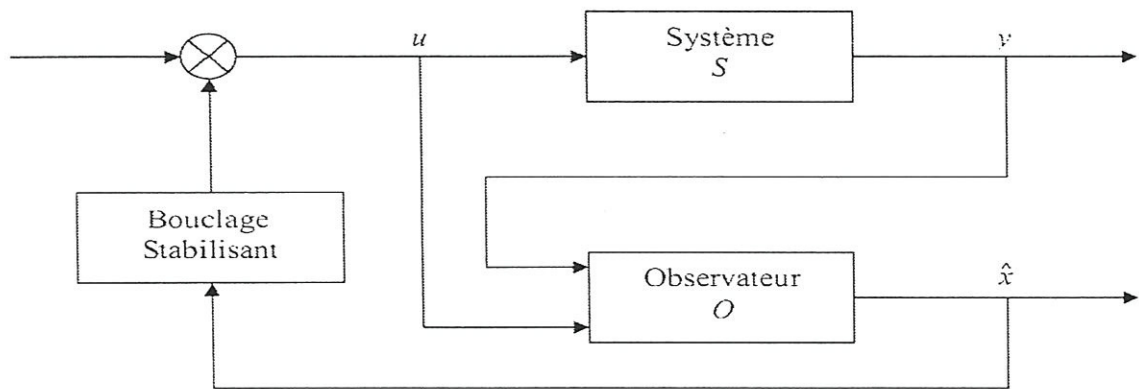 u
Système
S
y
Bouclage
Stabilisant
Observateur
O
x̂